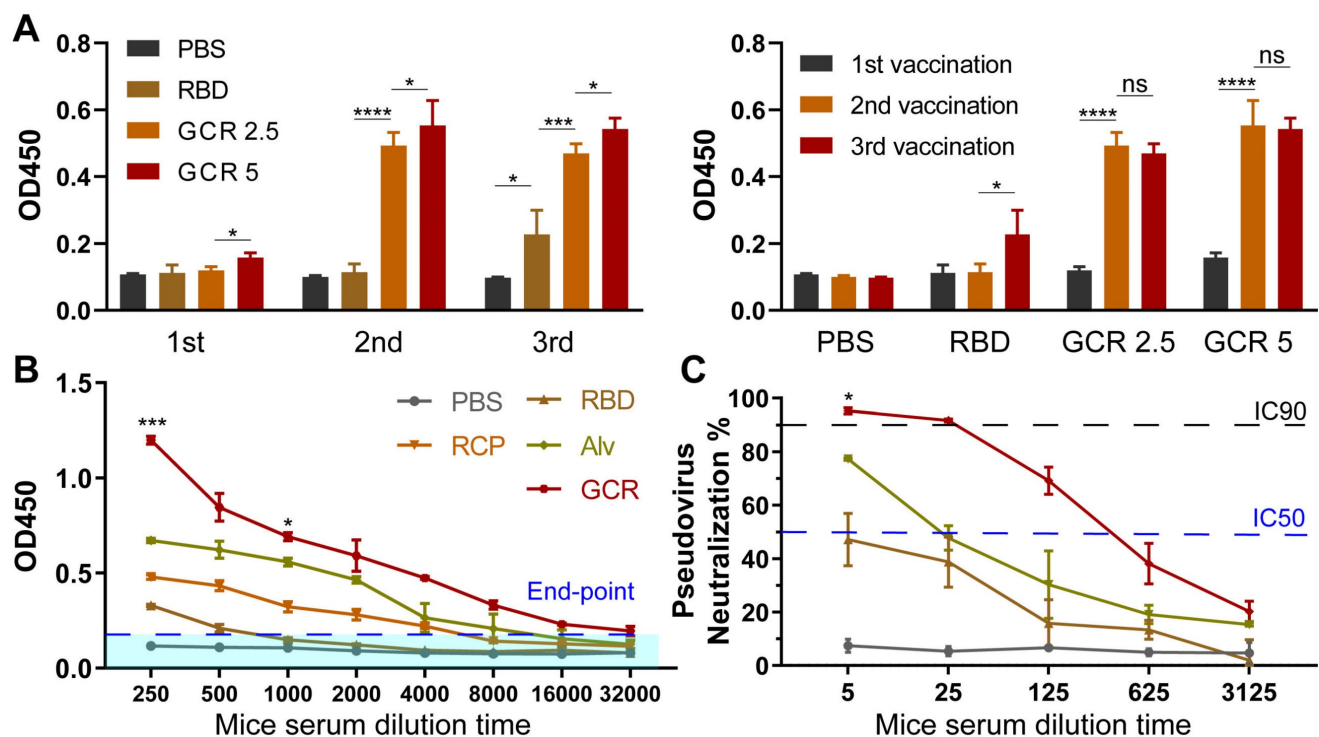 A
OD450
0.8
0.6
0.4
0.2
0.0
PBS
RBD
GCR 2.5
GCR 5
*
****
*
*
***
*
1st
2nd
3rd
OD450
0.8
0.6
0.4
0.2
0.0
1st vaccination
2nd vaccination
3rd vaccination
*
****
ns
****
ns
PBS
RBD
GCR 2.5
GCR 5
B
OD450
1.5
1.0
0.5
0.0
PBS
RBD
RCP
Alv
GCR
***
*
End-point
250 500 1000 2000 4000 8000 16000 32000
Mice serum dilution time
C
Pseudovirus
Neutralization %
100
80
60
40
20
0
*
IC90
IC50
5 25 125 625 3125
Mice serum dilution time